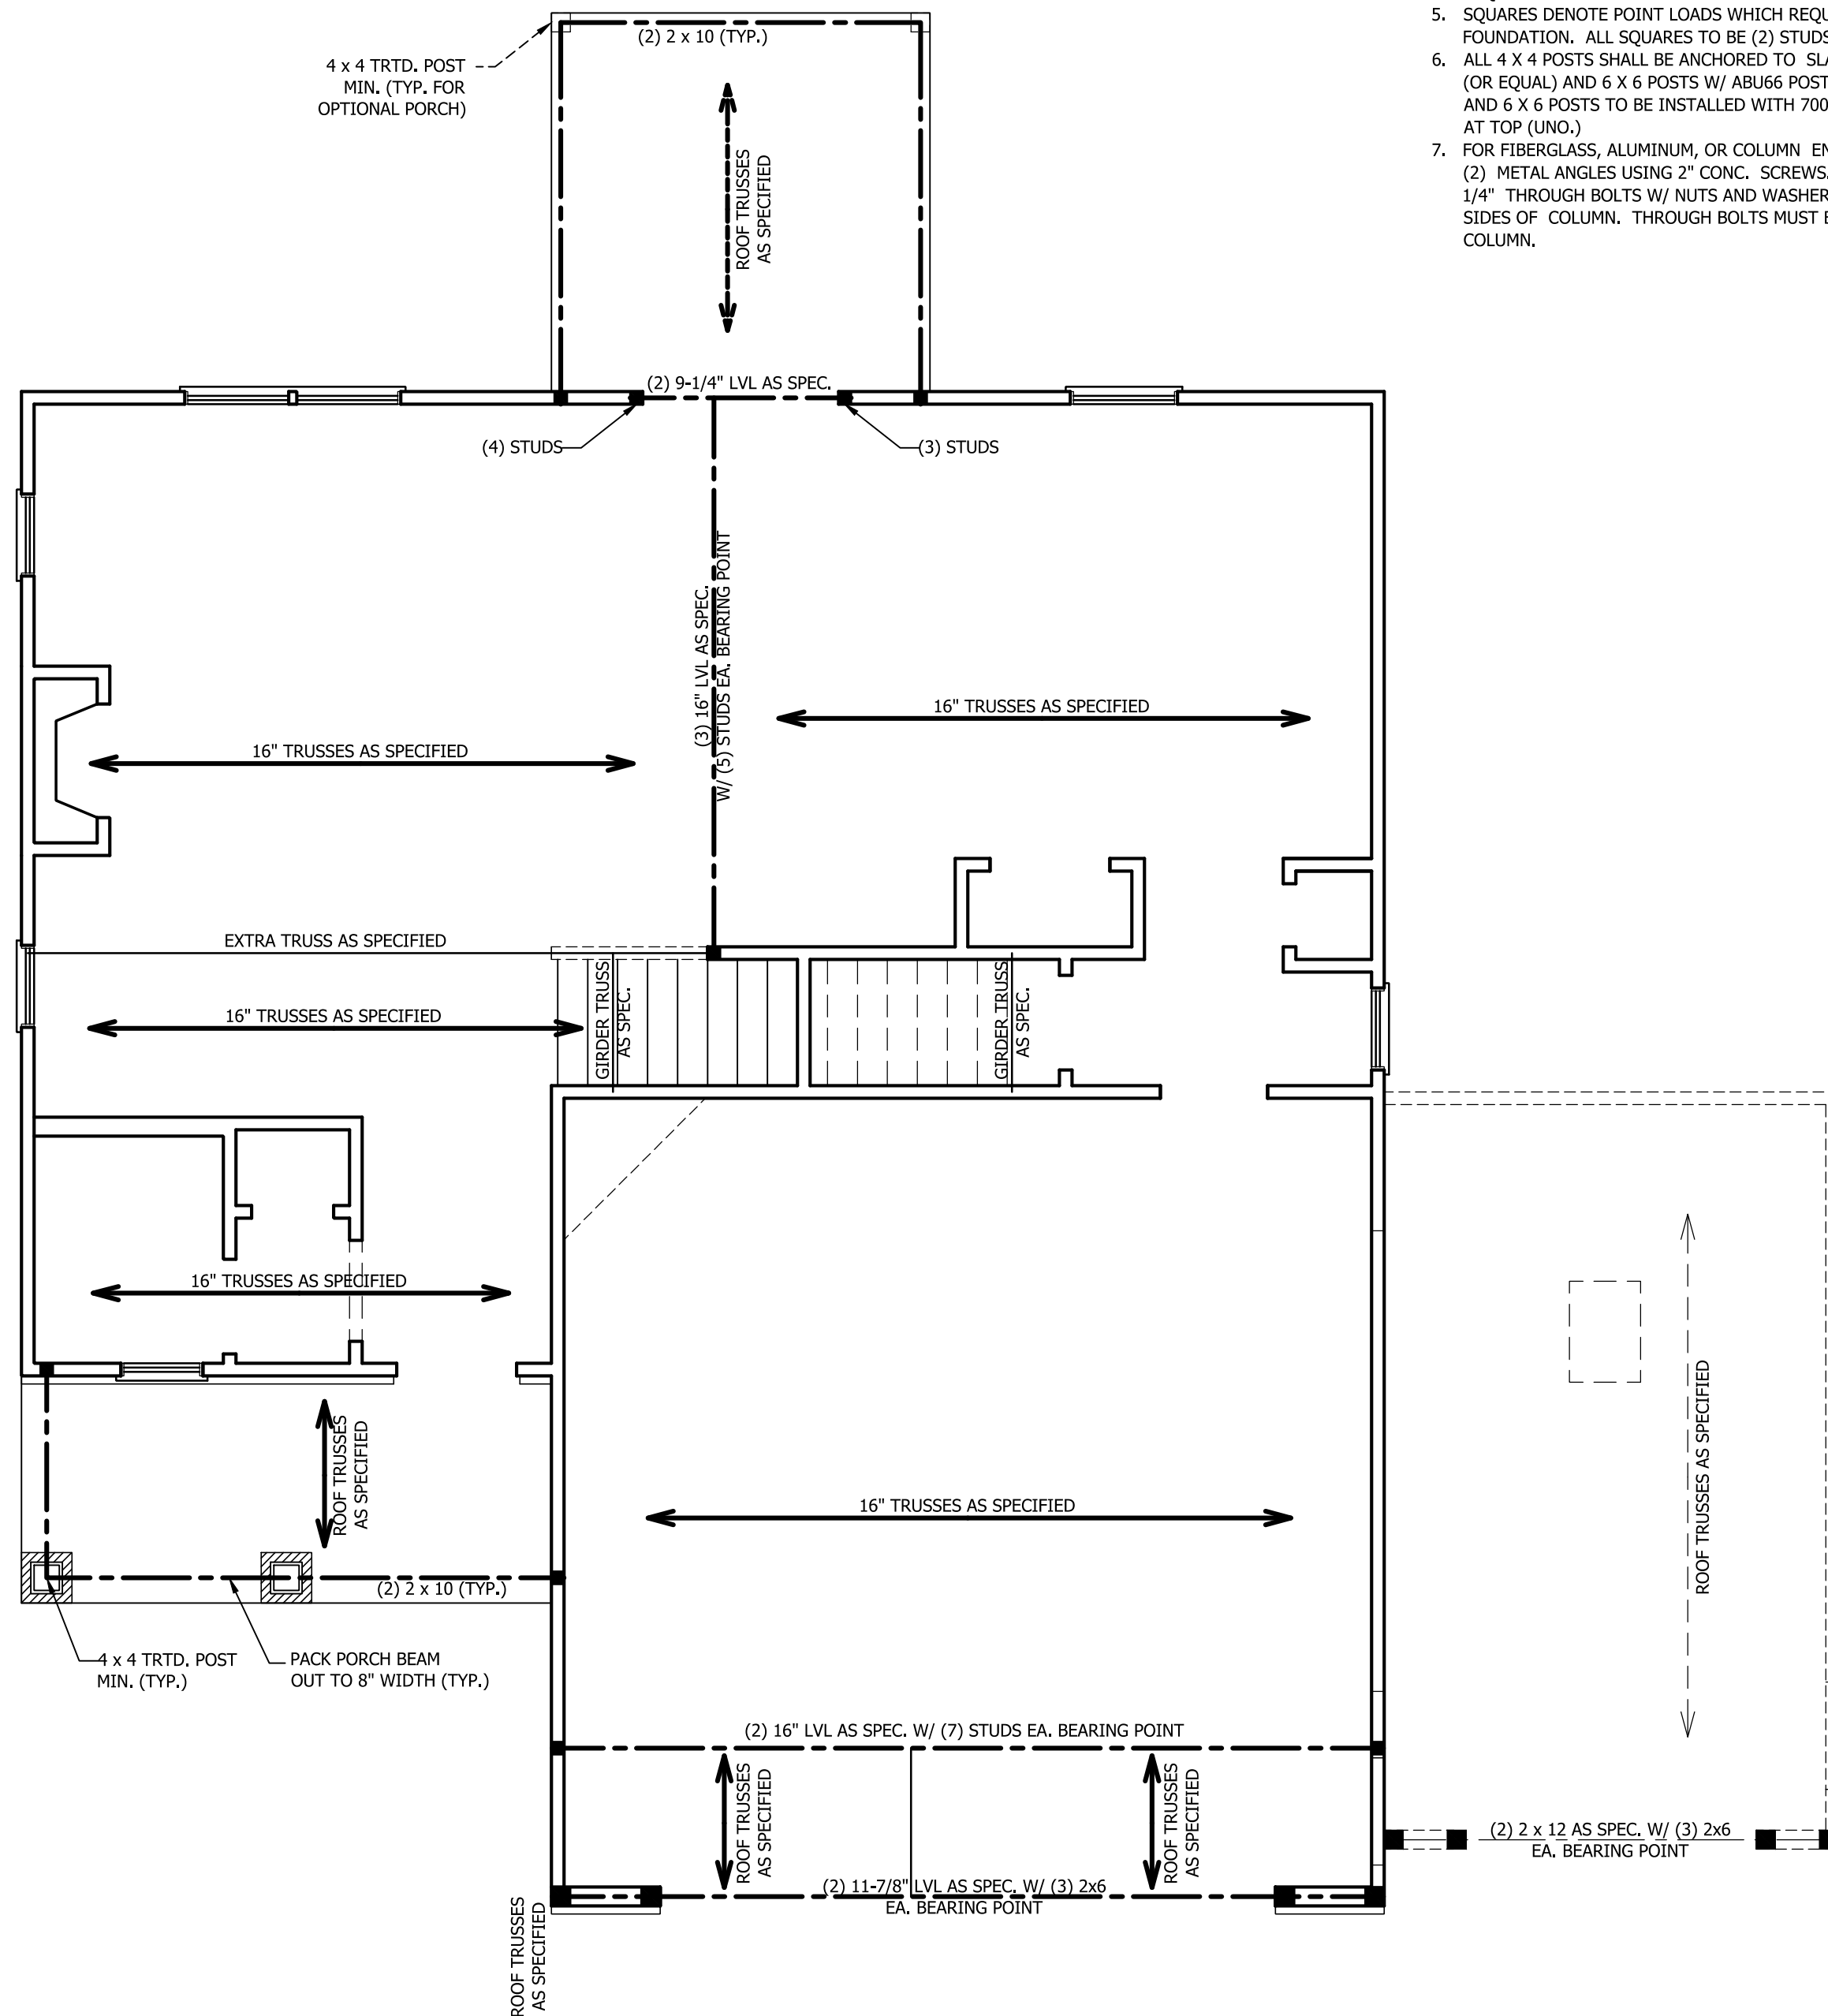 5. SQUARES DENOTE POINT LOADS WHICH REQU
FOUNDATION. ALL SQUARES TO BE (2) STUDS
6. ALL 4 X 4 POSTS SHALL BE ANCHORED TO SLA
(OR EQUAL) AND 6 X 6 POSTS W/ ABU66 POST
AND 6 X 6 POSTS TO BE INSTALLED WITH 700
AT TOP (UNO.)
7. FOR FIBERGLASS, ALUMINUM, OR COLUMN EN
(2) METAL ANGLES USING 2" CONC. SCREWS.
1/4" THROUGH BOLTS W/ NUTS AND WASHER
SIDES OF COLUMN. THROUGH BOLTS MUST B
COLUMN.
(2) 2 x 10 (TYP.)
4 x 4 TRTD. POST
MIN. (TYP. FOR
OPTIONAL PORCH)
ROOF TRUSSES
AS SPECIFIED
(2) 9-1/4" LVL AS SPEC.
(4) STUDS
(3) STUDS
(3) 16" LVL AS SPEC.
W/ (5) STUDS EA. BEARING POINT
16" TRUSSES AS SPECIFIED
16" TRUSSES AS SPECIFIED
EXTRA TRUSS AS SPECIFIED
16" TRUSSES AS SPECIFIED
GIRDER TRUSS
AS SPEC.
GIRDER TRUSS
AS SPEC.
16" TRUSSES AS SPECIFIED
ROOF TRUSSES
AS SPECIFIED
16" TRUSSES AS SPECIFIED
ROOF TRUSSES AS SPECIFIED
(2) 2 x 10 (TYP.)
4 x 4 TRTD. POST
MIN. (TYP.)
PACK PORCH BEAM
OUT TO 8" WIDTH (TYP.)
(2) 16" LVL AS SPEC. W/ (7) STUDS EA. BEARING POINT
ROOF TRUSSES
AS SPECIFIED
ROOF TRUSSES
AS SPECIFIED
(2) 2 x 12 AS SPEC. W/ (3) 2x6
EA. BEARING POINT
(2) 11-7/8" LVL AS SPEC. W/ (3) 2x6
EA. BEARING POINT
ROOF TRUSSES
AS SPECIFIED